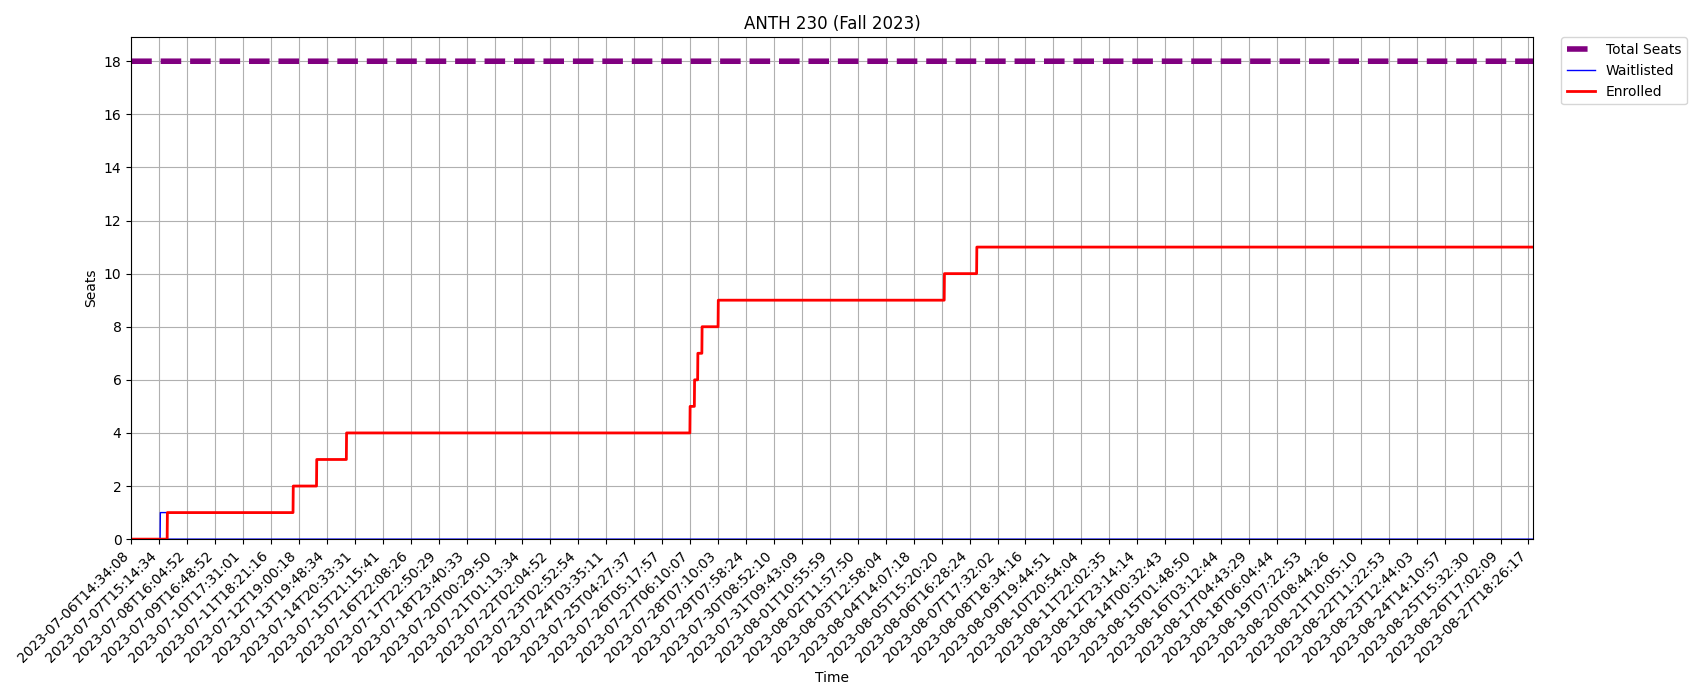 ANTH 230 (Fall 2023)
Total Seats
Waitlisted
Enrolled
18
16
14
12
10
8
6
4
2
0
Seats
2023-07-06T14:34:08
2023-07-07T15:14:34
2023-07-08T16:04:52
2023-07-09T16:48:52
2023-07-10T17:31:01
2023-07-11T18:21:16
2023-07-12T19:00:18
2023-07-13T19:48:34
2023-07-14T20:33:31
2023-07-15T21:15:41
2023-07-16T22:08:26
2023-07-17T22:50:29
2023-07-18T23:40:33
2023-07-20T00:29:50
2023-07-21T01:13:34
2023-07-22T02:04:52
2023-07-23T02:52:54
2023-07-24T03:35:11
2023-07-25T04:27:37
2023-07-26T05:17:57
2023-07-27T06:10:07
2023-07-28T07:10:03
2023-07-29T07:58:24
2023-07-30T08:52:10
2023-07-31T09:43:09
2023-08-01T10:55:59
2023-08-02T11:57:50
2023-08-03T12:58:04
2023-08-04T14:07:18
2023-08-05T15:20:20
2023-08-06T16:28:24
2023-08-07T17:32:02
2023-08-08T18:34:16
2023-08-09T19:44:51
2023-08-10T20:54:04
2023-08-11T22:02:35
2023-08-12T23:14:14
2023-08-14T00:32:43
2023-08-15T01:48:50
2023-08-16T03:12:44
2023-08-17T04:43:29
2023-08-18T06:04:44
2023-08-19T07:22:53
2023-08-20T08:44:26
2023-08-21T10:05:10
2023-08-22T11:22:53
2023-08-23T12:44:03
2023-08-24T14:10:57
2023-08-25T15:32:30
2023-08-26T17:02:09
2023-08-27T18:26:17
Time